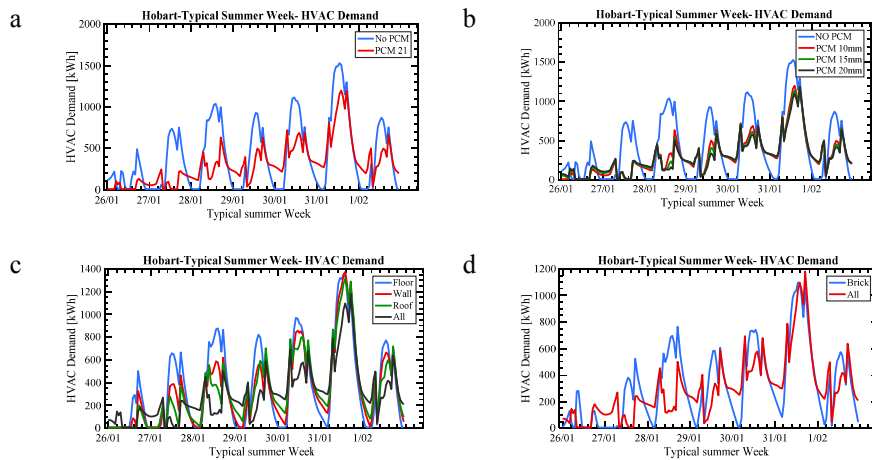 a
Hobart-Typical Summer Week- HVAC Demand
HVAC Demand [kWh]
2000
1500
1000
500
0
No PCM
PCM 21
26/01 27/01 28/01 29/01 30/01 31/01 1/02
Typical summer Week
b
Hobart-Typical Summer Week- HVAC Demand
HVAC Demand [kWh]
2000
1500
1000
500
0
NO PCM
PCM 10mm
PCM 15mm
PCM 20mm
26/01 27/01 28/01 29/01 30/01 31/01 1/02
Typical summer Week
c
Hobart-Typical Summer Week- HVAC Demand
HVAC Demand [kWh]
1400
1200
1000
800
600
400
200
0
Floor
Wall
Roof
All
26/01 27/01 28/01 29/01 30/01 31/01 1/02
Typical summer Week
d
Hobart-Typical Summer Week- HVAC Demand
HVAC Demand [kWh]
1200
1000
800
600
400
200
0
Brick
All
26/01 27/01 28/01 29/01 30/01 31/01 1/02
Typical summer Week